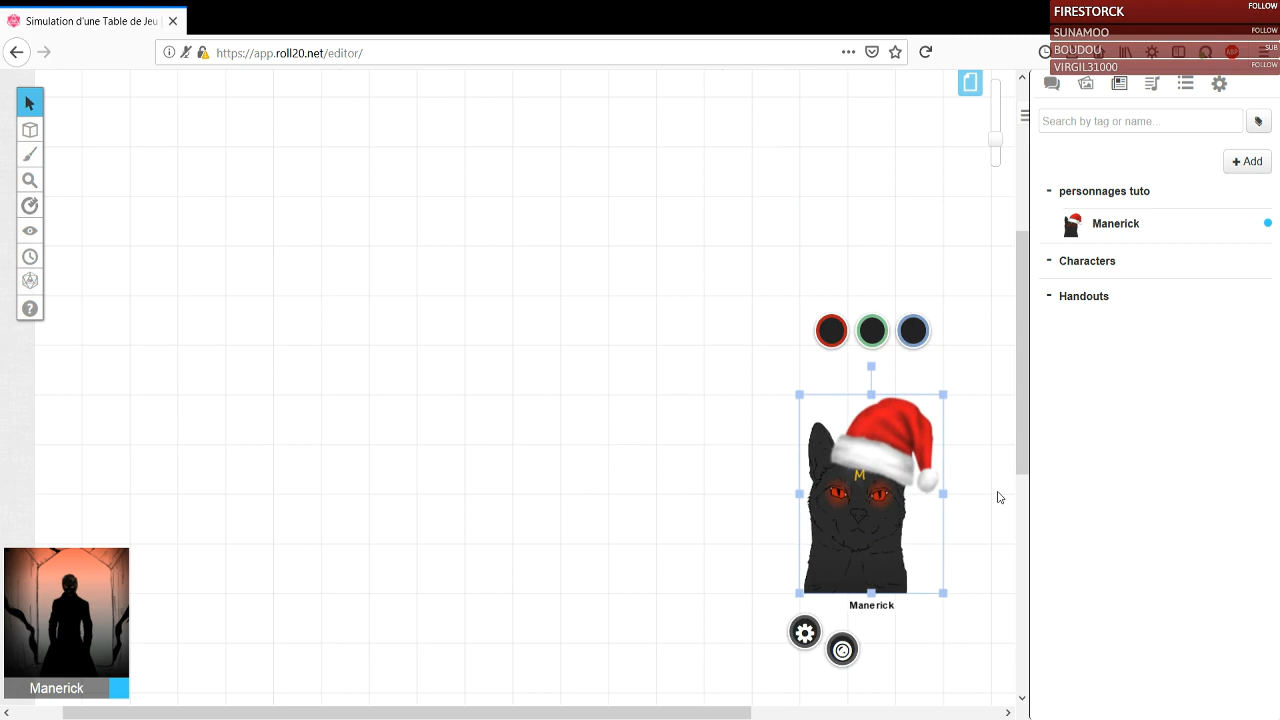 Simulation d'une Table de Jeu
https://app.roll20.net/editor/
FIRESTORCK FOLLOW
SUNAMOO FOLLOW
BOUDOU SUB
VIRGIL31000 FOLLOW
ABP
Search by tag or name...
+ Add
- personnages tuto
Manerick
- Characters
- Handouts
M
Manerick
Manerick